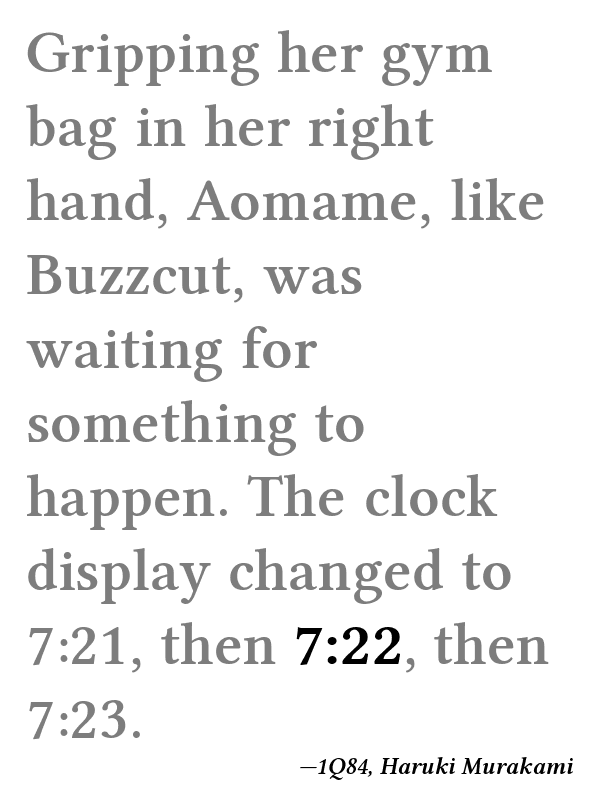 Gripping her gym
bag in her right
hand, Aomame, like
Buzzcut, was
waiting for
something to
happen. The clock
display changed to
7:21, then 7:22, then
7:23.
—1Q84, Haruki Murakami